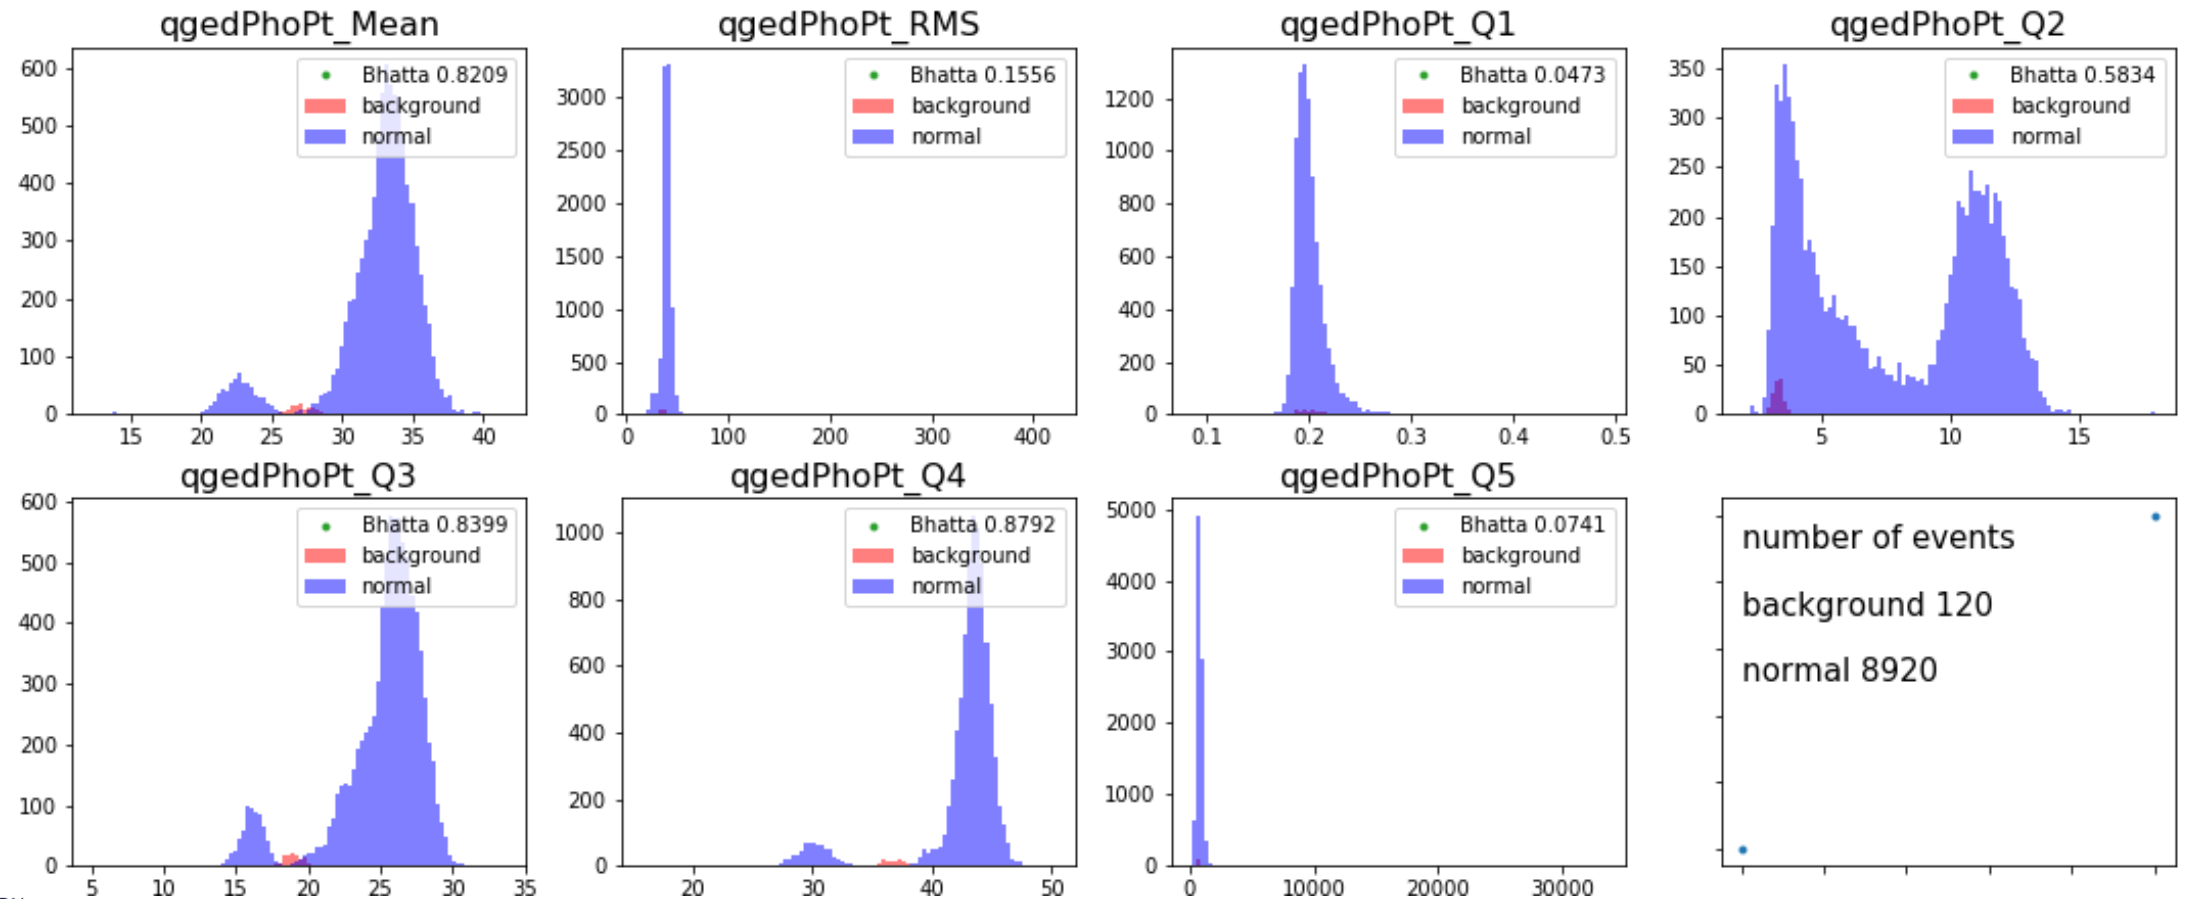 qgedPhoPt_Mean
600
500
400
300
200
100
0
15 20 25 30 35 40
Bhatta 0.8209
background
normal
qgedPhoPt_RMS
3000
2500
2000
1500
1000
500
0
0 100 200 300 400
Bhatta 0.1556
background
normal
qgedPhoPt_Q1
1200
1000
800
600
400
200
0
0.1 0.2 0.3 0.4 0.5
Bhatta 0.0473
background
normal
qgedPhoPt_Q2
350
300
250
200
150
100
50
0
5 10 15
Bhatta 0.5834
background
normal
qgedPhoPt_Q3
600
500
400
300
200
100
0
5 10 15 20 25 30 35
Bhatta 0.8399
background
normal
qgedPhoPt_Q4
1000
800
600
400
200
0
20 30 40 50
Bhatta 0.8792
background
normal
qgedPhoPt_Q5
5000
4000
3000
2000
1000
0
0 10000 20000 30000
Bhatta 0.0741
background
normal
number of events
background 120
normal 8920